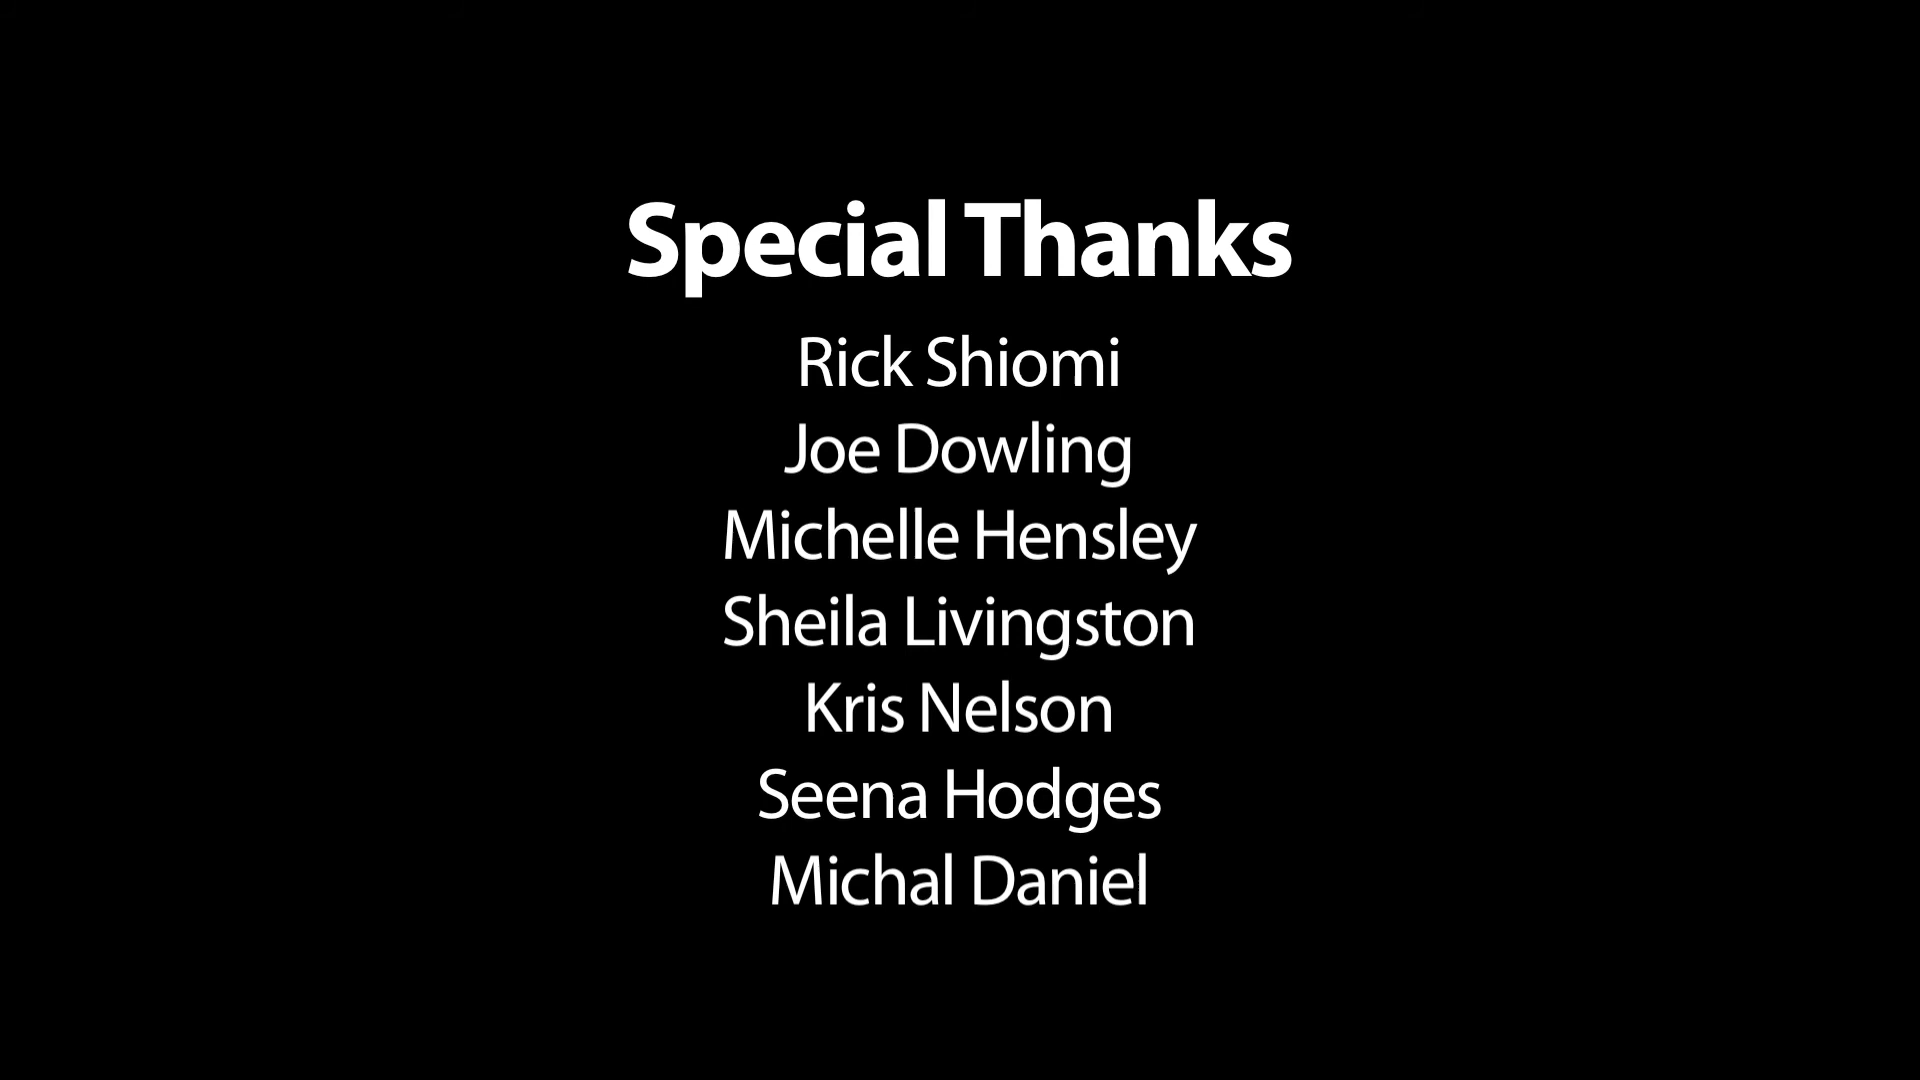 Special Thanks
Rick Shiomi
Joe Dowling
Michelle Hensley
Sheila Livingston
Kris Nelson
Seena Hodges
Michal Daniel